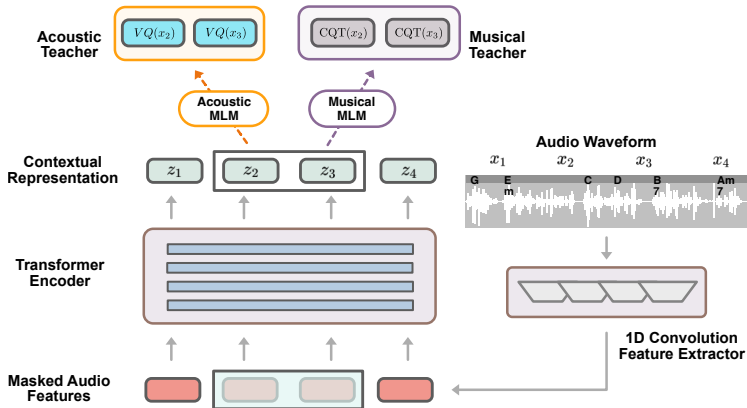 Acoustic
Teacher
VQ(x₂)
VQ(x₃)
CQT(x₂)
CQT(x₃)
Musical
Teacher
Acoustic
MLM
Musical
MLM
Contextual
Representation
z₁
z₂
z₃
z₄
Audio Waveform
x₁
x₂
x₃
x₄
G
E
m
C
D
B
7
Am
7
Transformer
Encoder
1D Convolution
Feature Extractor
Masked Audio
Features